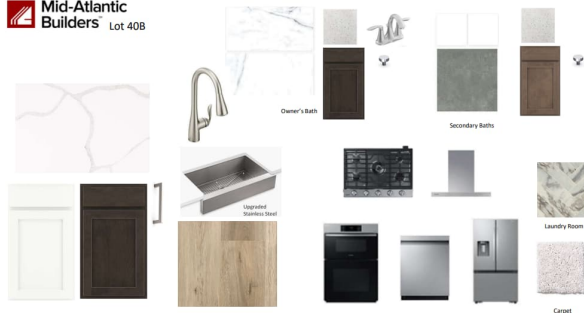 Mid-Atlantic
Builders Lot 40B
Owner's Bath
Secondary Baths
Upgraded
Stainless Steel
Laundry Room
Carpet